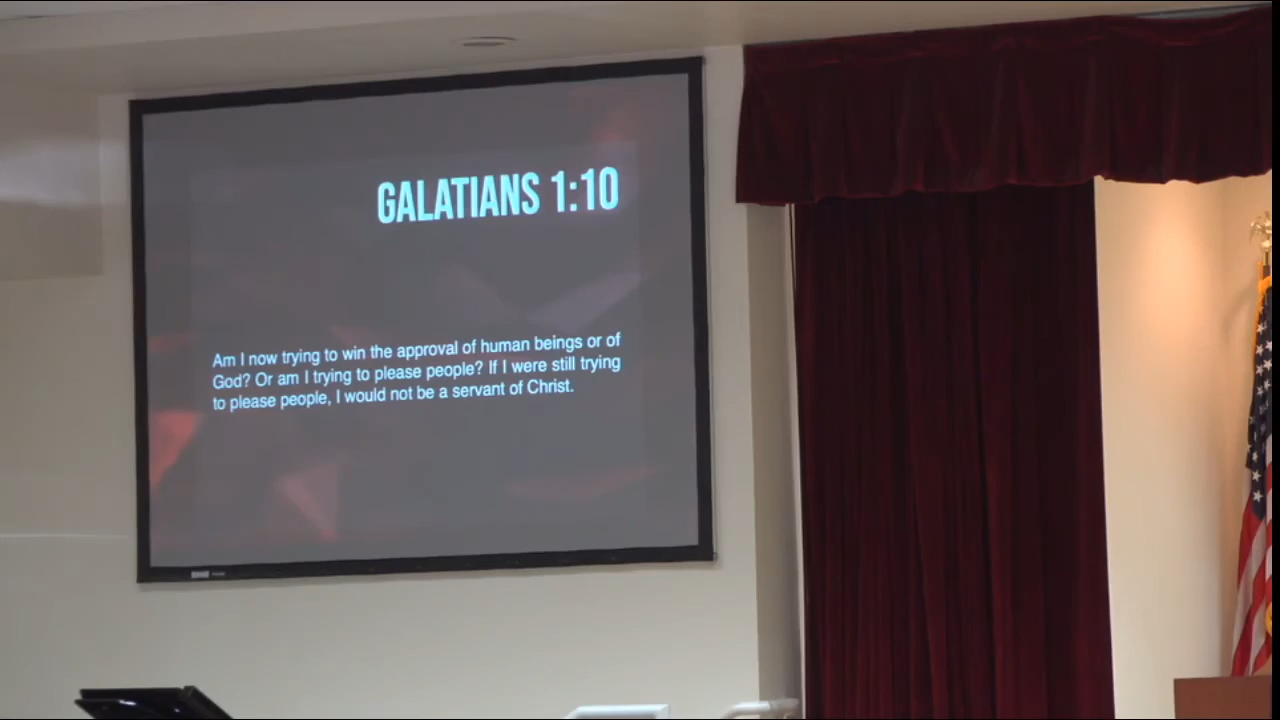 GALATIANS 1:10
Am I now trying to win the approval of human beings or of
God? Or am I trying to please people? If I were still trying
to please people, I would not be a servant of Christ.